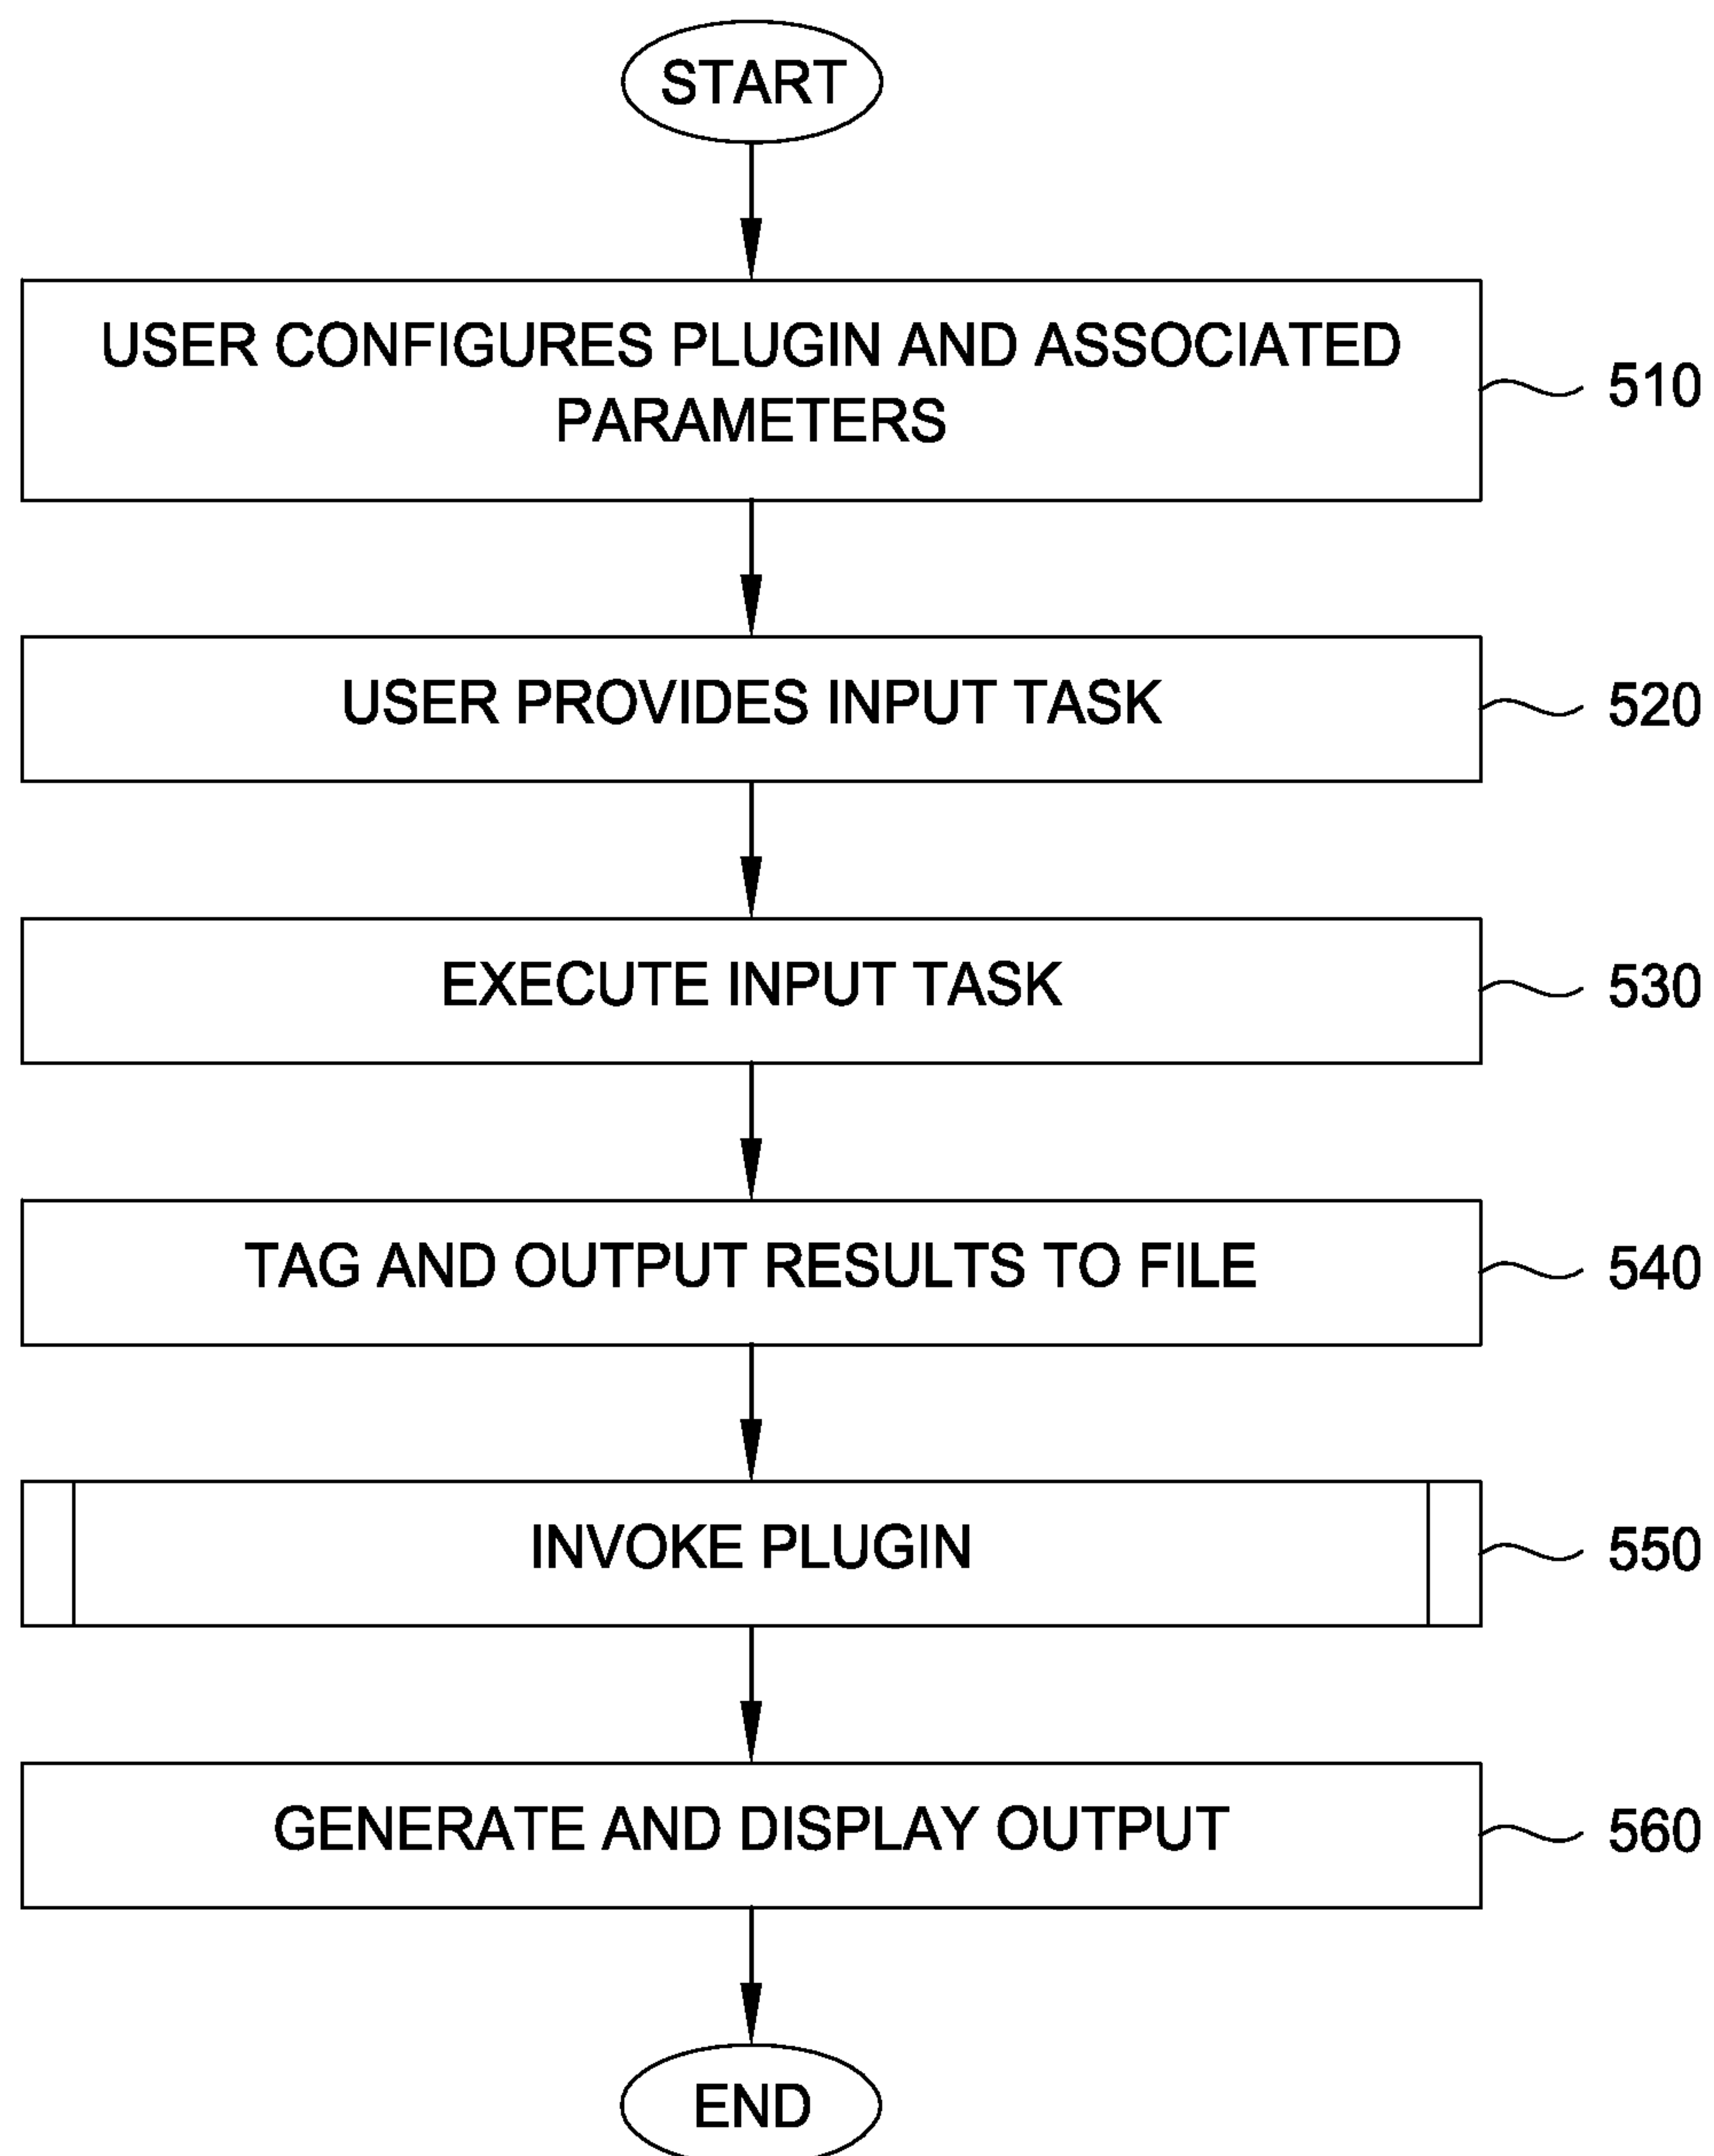 START
USER CONFIGURES PLUGIN AND ASSOCIATED
PARAMETERS
510
USER PROVIDES INPUT TASK
520
EXECUTE INPUT TASK
530
TAG AND OUTPUT RESULTS TO FILE
540
INVOKE PLUGIN
550
GENERATE AND DISPLAY OUTPUT
560
END